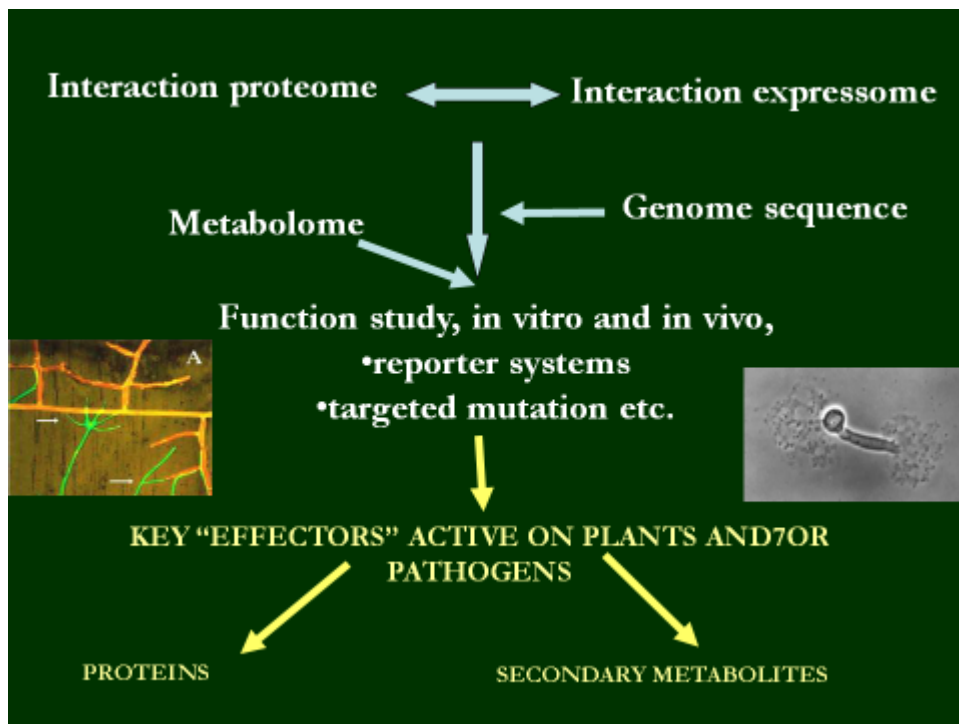 Interaction proteome
Interaction expressome
Genome sequence
Metabolome
Function study, in vitro and in vivo,
•reporter systems
•targeted mutation etc.
A
KEY “EFFECTORS” ACTIVE ON PLANTS AND7OR
PATHOGENS
PROTEINS
SECONDARY METABOLITES